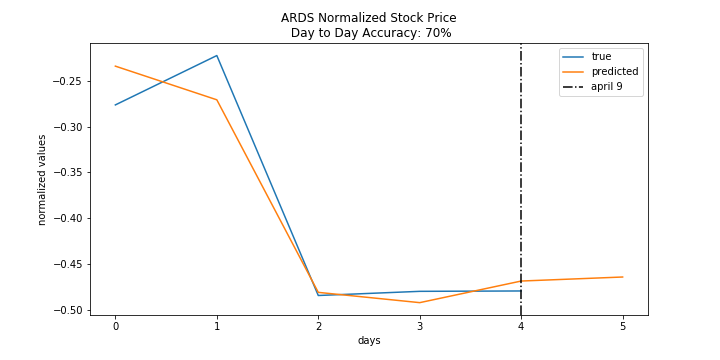 ARDS Normalized Stock Price
Day to Day Accuracy: 70%
true
predicted
april 9
normalized values
−0.25
−0.30
−0.35
−0.40
−0.45
−0.50
0 1 2 3 4 5
days